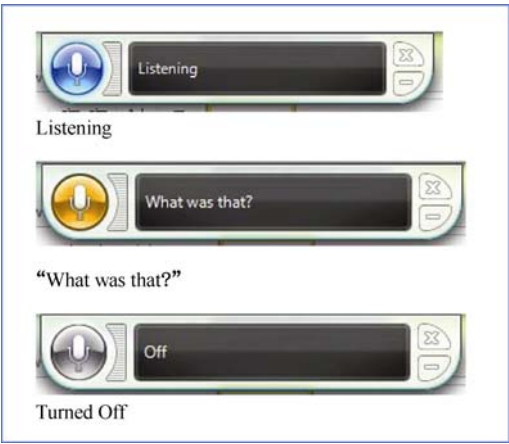 Listening
Listening
What was that?
“What was that?”
Off
Turned Off